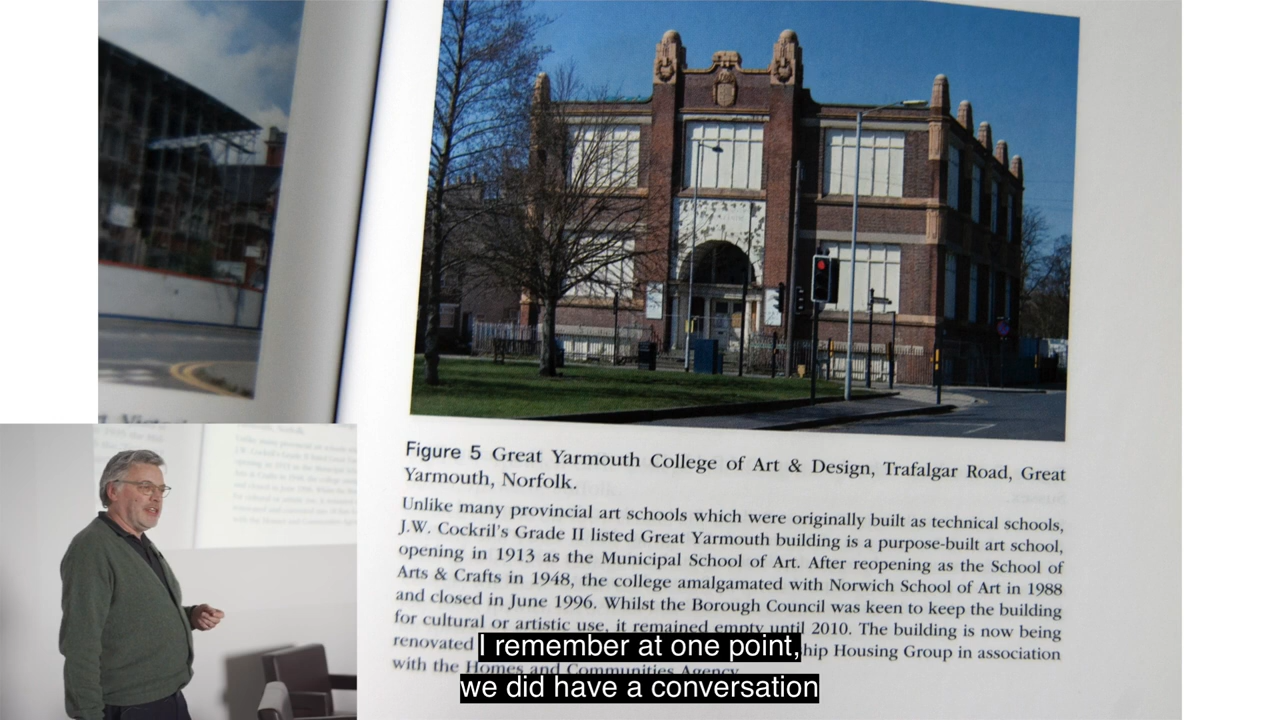 Figure 5 Great Yarmouth College of Art & Design, Trafalgar Road, Great
Yarmouth, Norfolk.
Unlike many provincial art schools which were originally built as technical schools,
J.W. Cockril's Grade II listed Great Yarmouth building is a purpose-built art school,
opening in 1913 as the Municipal School of Art. After reopening as the School of
Arts & Crafts in 1948, the college amalgamated with Norwich School of Art in 1988
and closed in June 1996. Whilst the Borough Council was keen to keep the building
for cultural or artistic use, it remained empty until 2010. The building is now being
renovated Housing Group in association
with the Homes and Communities Agency
I remember at one point,
we did have a conversation